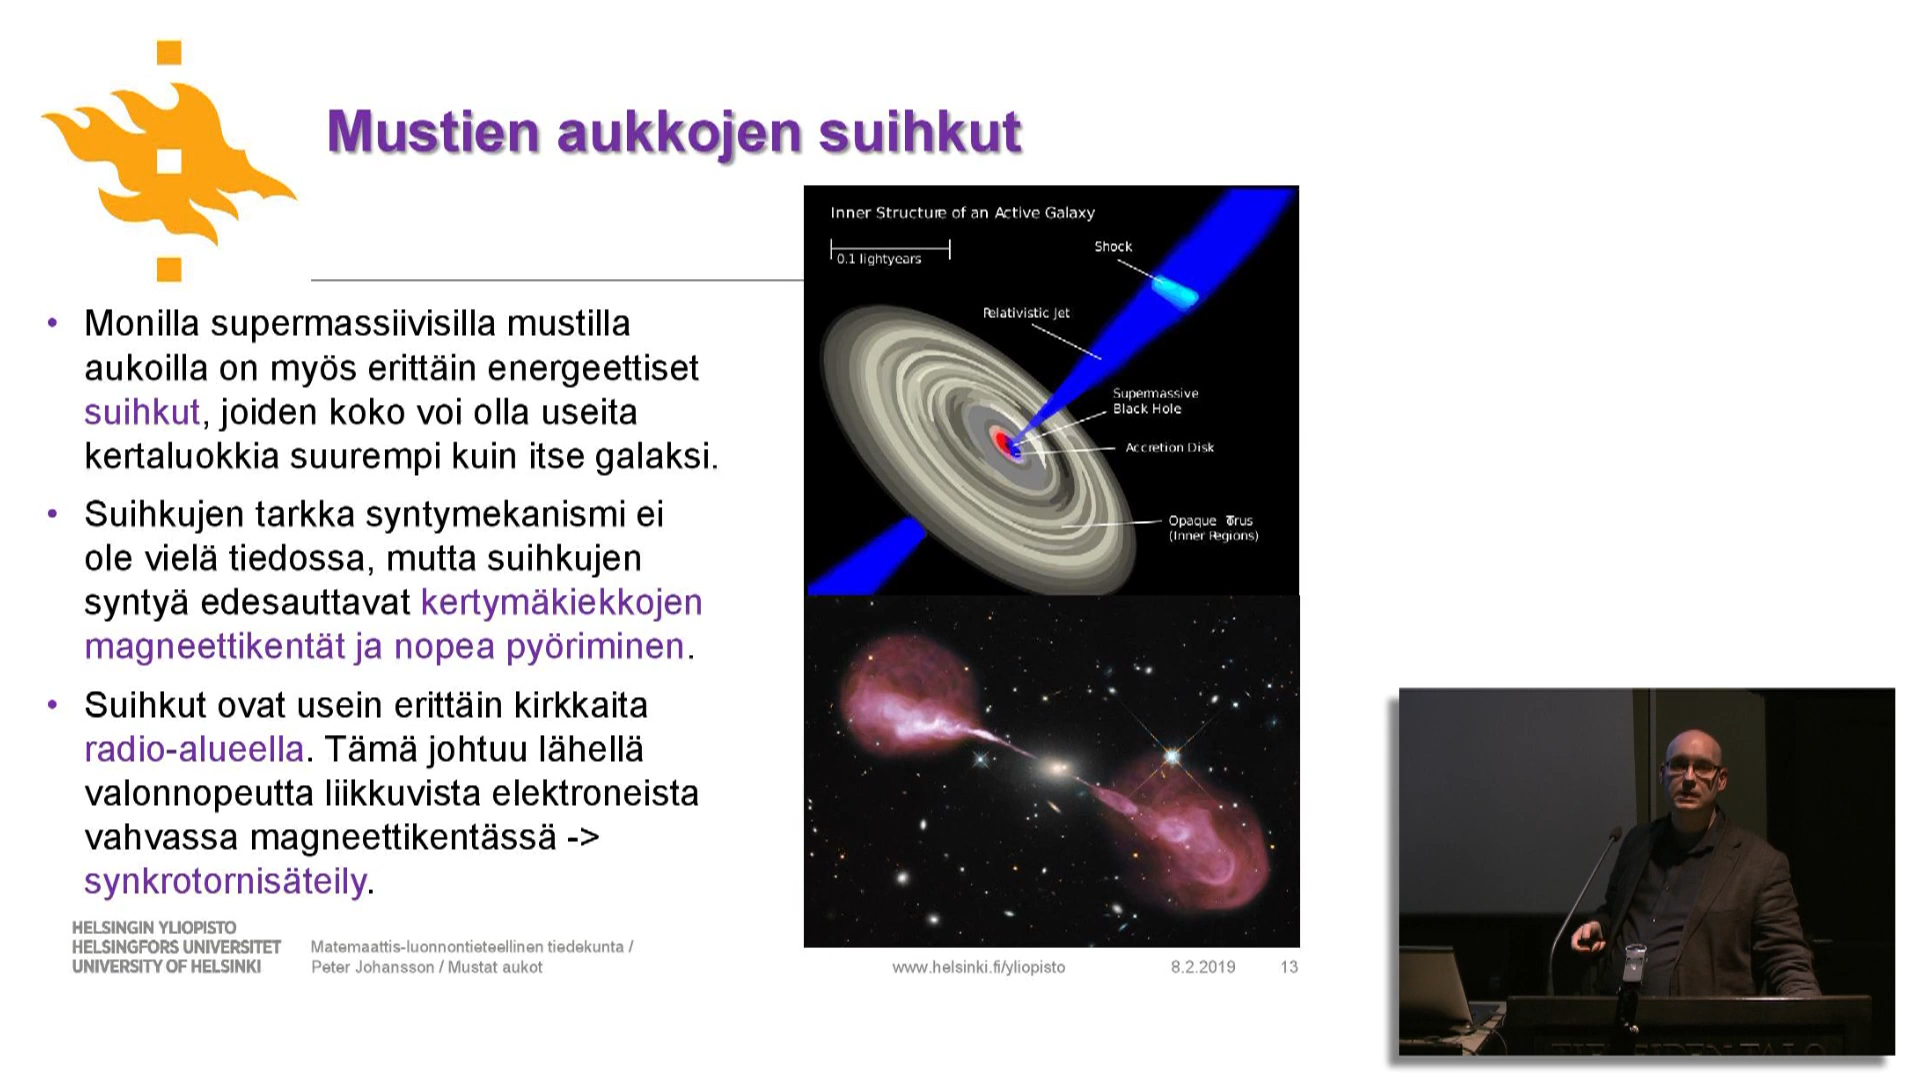 Mustien aukkojen suihkut
• Monilla supermassiivisilla mustilla
aukoilla on myös erittäin energeettiset
suihkut, joiden koko voi olla useita
kertaluokkia suurempi kuin itse galaksi.
• Suihkujen tarkka syntymekanismi ei
ole vielä tiedossa, mutta suihkujen
syntyä edesauttavat kertymäkiekkojen
magneettikentät ja nopea pyöriminen.
• Suihkut ovat usein erittäin kirkkaita
radio-alueella. Tämä johtuu lähellä
valonnopeutta liikkuvista elektroneista
vahvassa magneettikentässä ->
synkrotornisäteily.
Inner Structure of an Active Galaxy
0.1 lightyears
Shock
Relativistic Jet
Supermassive
Black Hole
Accretion Disk
Opaque Torus
(Inner Regions)
HELSINGIN YLIOPISTO
HELSINGFORS UNIVERSITET
UNIVERSITY OF HELSINKI
Matemaattis-luonnontieteellinen tiedekunta /
Peter Johansson / Mustat aukot
www.helsinki.fi/yliopisto
8.2.2019
13